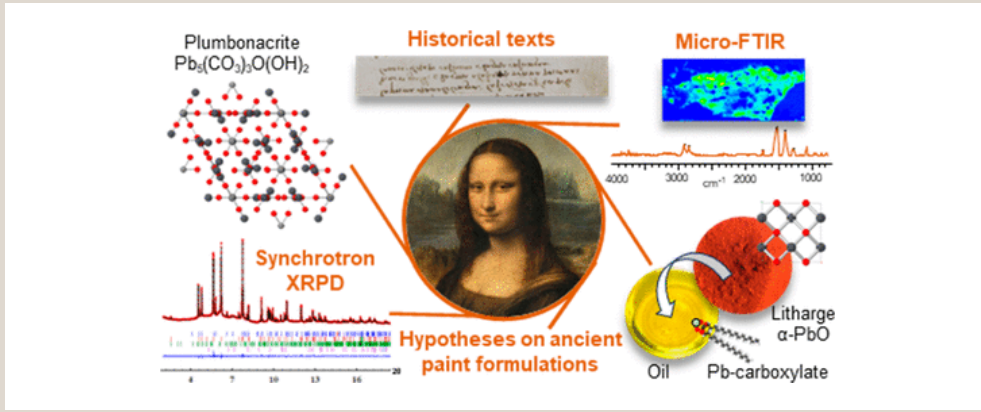 Plumbonacrite
Pb₅(CO₃)₃O(OH)₂
Historical texts
Micro-FTIR
4000 3000 cm⁻¹ 2000 1000
Synchrotron
XRPD
4 7 10 13 16 2θ
Hypotheses on ancient
paint formulations
Litharge
α-PbO
Oil
Pb-carboxylate